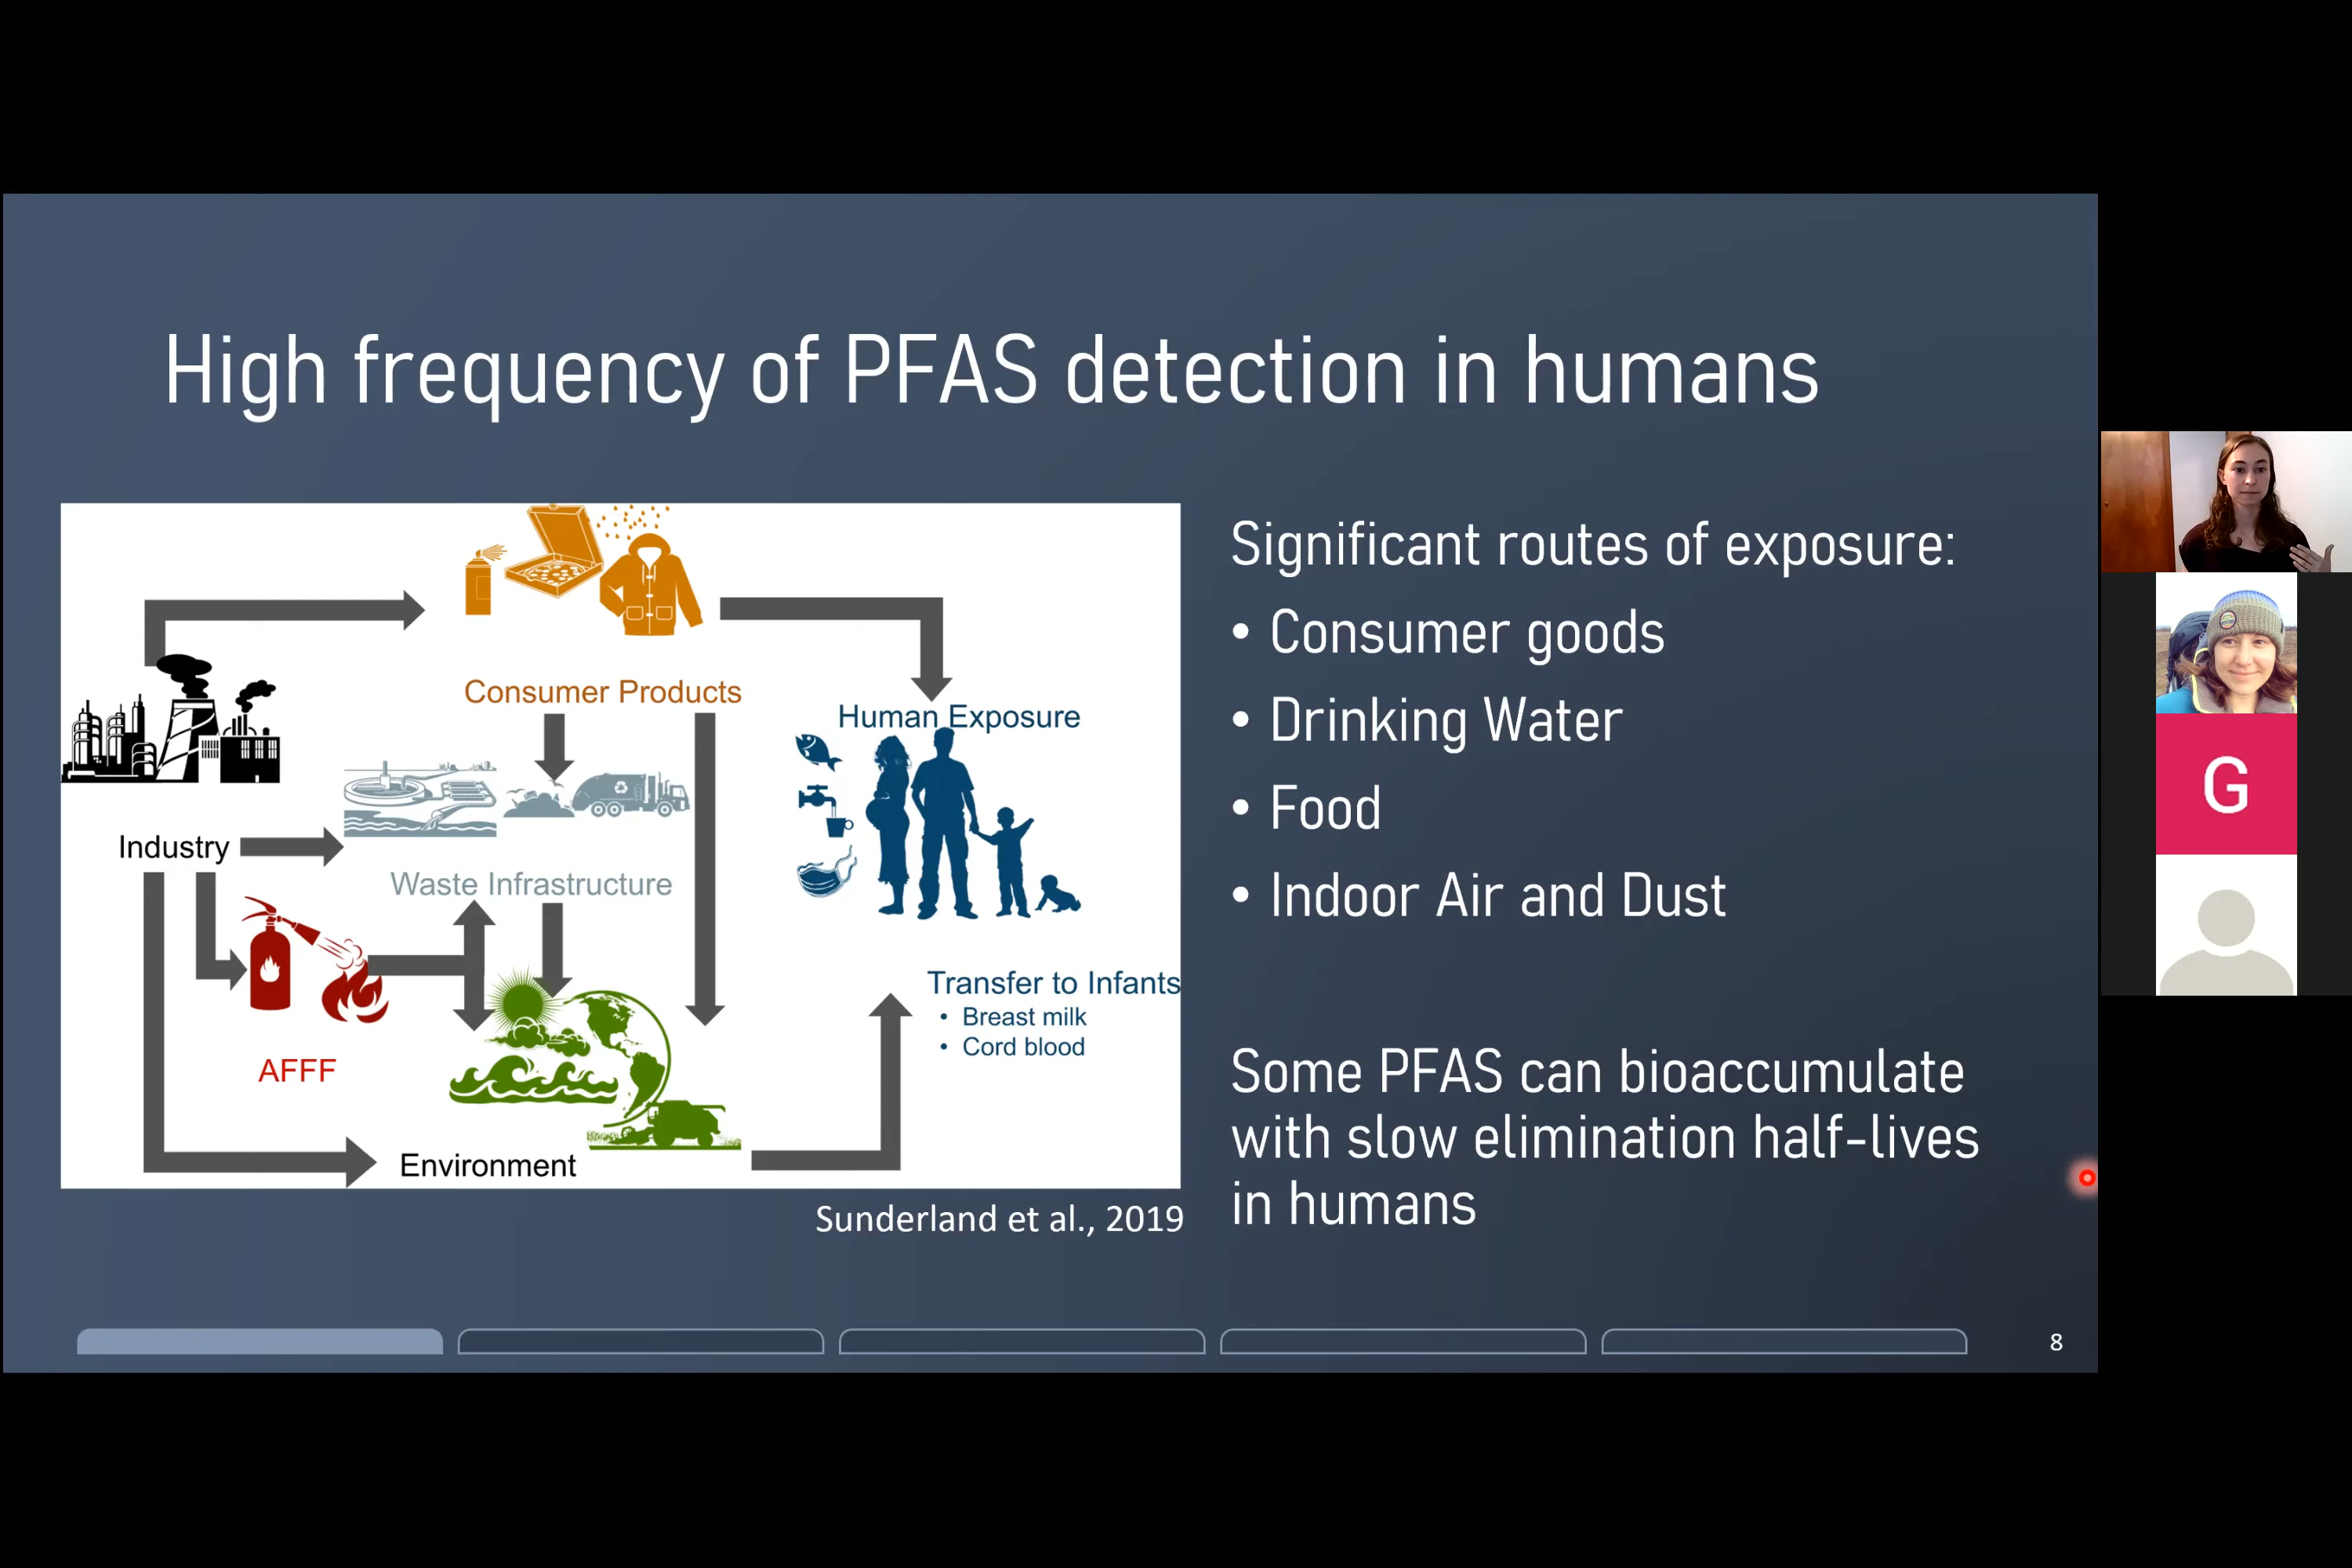 High frequency of PFAS detection in humans
Consumer Products
Human Exposure
Industry
Waste Infrastructure
Transfer to Infants
• Breast milk
• Cord blood
AFFF
Environment
Sunderland et al., 2019
Significant routes of exposure:
• Consumer goods
• Drinking Water
• Food
• Indoor Air and Dust
Some PFAS can bioaccumulate
with slow elimination half-lives
in humans
8
G